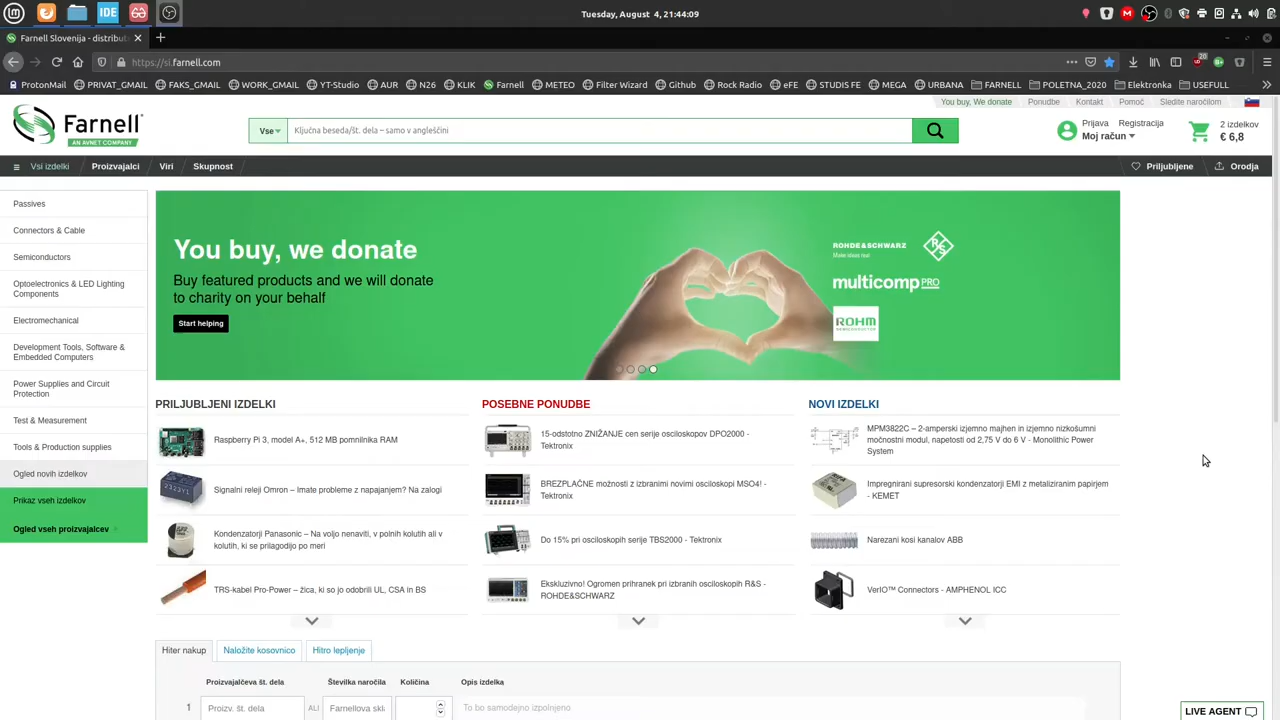 Tuesday, August 4, 21:44:09
IDE
Farnell Slovenija - distribut
https://si.farnell.com
20
ProtonMail PRIVAT_GMAIL FAKS_GMAIL WORK_GMAIL YT-Studio AUR N26 KLIK Farnell METEO Filter Wizard Github Rock Radio eFE STUDIS FE MEGA URBANA FARNELL POLETNA_2020 Elektronka USEFULL
You buy, We donate Ponudbe Kontakt Pomoč Sledite naročilom
Farnell
AN AVNET COMPANY
Vse Ključna beseda/št. dela – samo v angleščini
Prijava Registracija
Moj račun
2 izdelkov
€ 6,8
Vsi izdelki Proizvajalci Viri Skupnost Priljubljene Orodja
Passives
Connectors & Cable
Semiconductors
Optoelectronics & LED Lighting
Components
Electromechanical
Development Tools, Software &
Embedded Computers
Power Supplies and Circuit
Protection
Test & Measurement
Tools & Production supplies
Ogled novih izdelkov
Prikaz vseh izdelkov
Ogled vseh proizvajalcev
You buy, we donate
Buy featured products and we will donate
to charity on your behalf
Start helping
ROHDE&SCHWARZ
Make ideas real
R&S
multicomp PRO
ROHM
SEMICONDUCTOR
PRILJUBLJENI IZDELKI
Raspberry Pi 3, model A+, 512 MB pomnilnika RAM
Signalni releji Omron – Imate probleme z napajanjem? Na zalogi
Kondenzatorji Panasonic – Na voljo nenaviti, v polnih kolutih ali v
kolutih, ki se prilagodijo po meri
TRS-kabel Pro-Power – žica, ki so jo odobrili UL, CSA in BS
POSEBNE PONUDBE
15-odstotno ZNIŽANJE cen serije osciloskopov DPO2000 -
Tektronix
BREZPLAČNE možnosti z izbranimi novimi osciloskopi MSO4! -
Tektronix
Do 15% pri osciloskopih serije TBS2000 - Tektronix
Ekskluzivno! Ogromen prihranek pri izbranih osciloskopih R&S -
ROHDE&SCHWARZ
NOVI IZDELKI
MPM3822C – 2-amperski izjemno majhen in izjemno nizkošumni
močnostni modul, napetosti od 2,75 V do 6 V - Monolithic Power
System
Impregnirani supresorski kondenzatorji EMI z metaliziranim papirjem
- KEMET
Narezani kosi kanalov ABB
VerIO™ Connectors - AMPHENOL ICC
Hiter nakup Naložite kosovnico Hitro lepljenje
Proizvajalčeva št. dela Številka naročila Količina Opis izdelka
1 Proizv. št. dela ALI Farnellova skl To bo samodejno izpolnjeno
LIVE AGENT